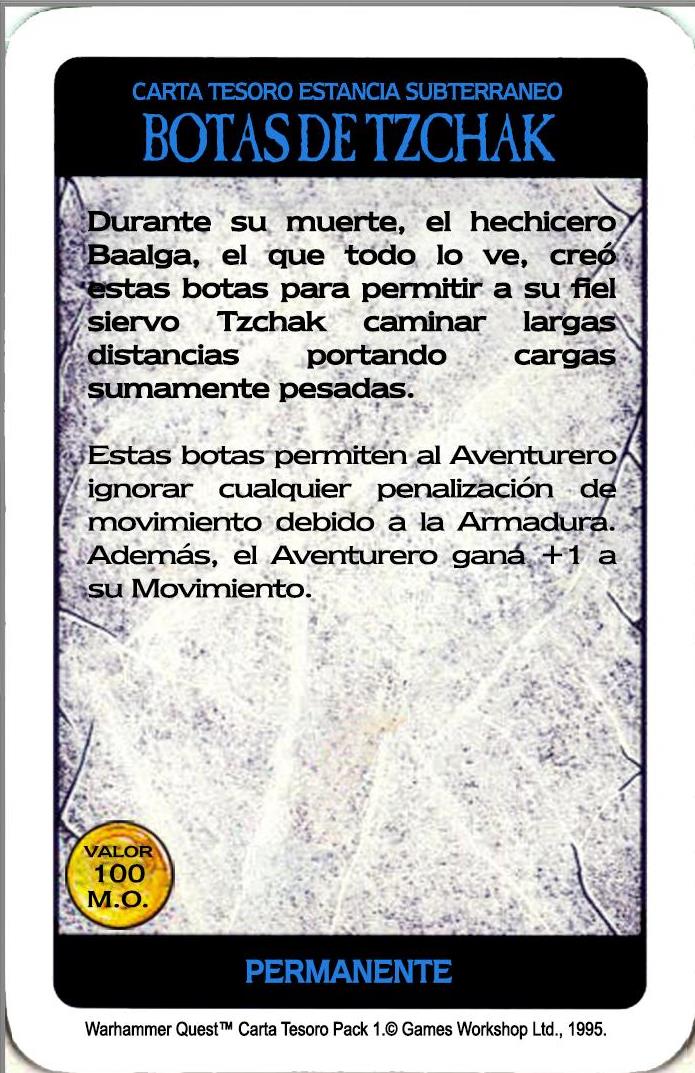 CARTA TESORO ESTANCIA SUBTERRANEO
BOTAS DE TZCHAK
Durante su muerte, el hechicero
Baalga, el que todo lo ve, creó
estas botas para permitir a su fiel
siervo Tzchak caminar largas
distancias portando cargas
sumamente pesadas.
Estas botas permiten al Aventurero
ignorar cualquier penalización de
movimiento debido a la Armadura.
Además, el Aventurero ganá +1 a
su Movimiento.
VALOR
100
M.O.
PERMANENTE
Warhammer Quest™ Carta Tesoro Pack 1.© Games Workshop Ltd., 1995.